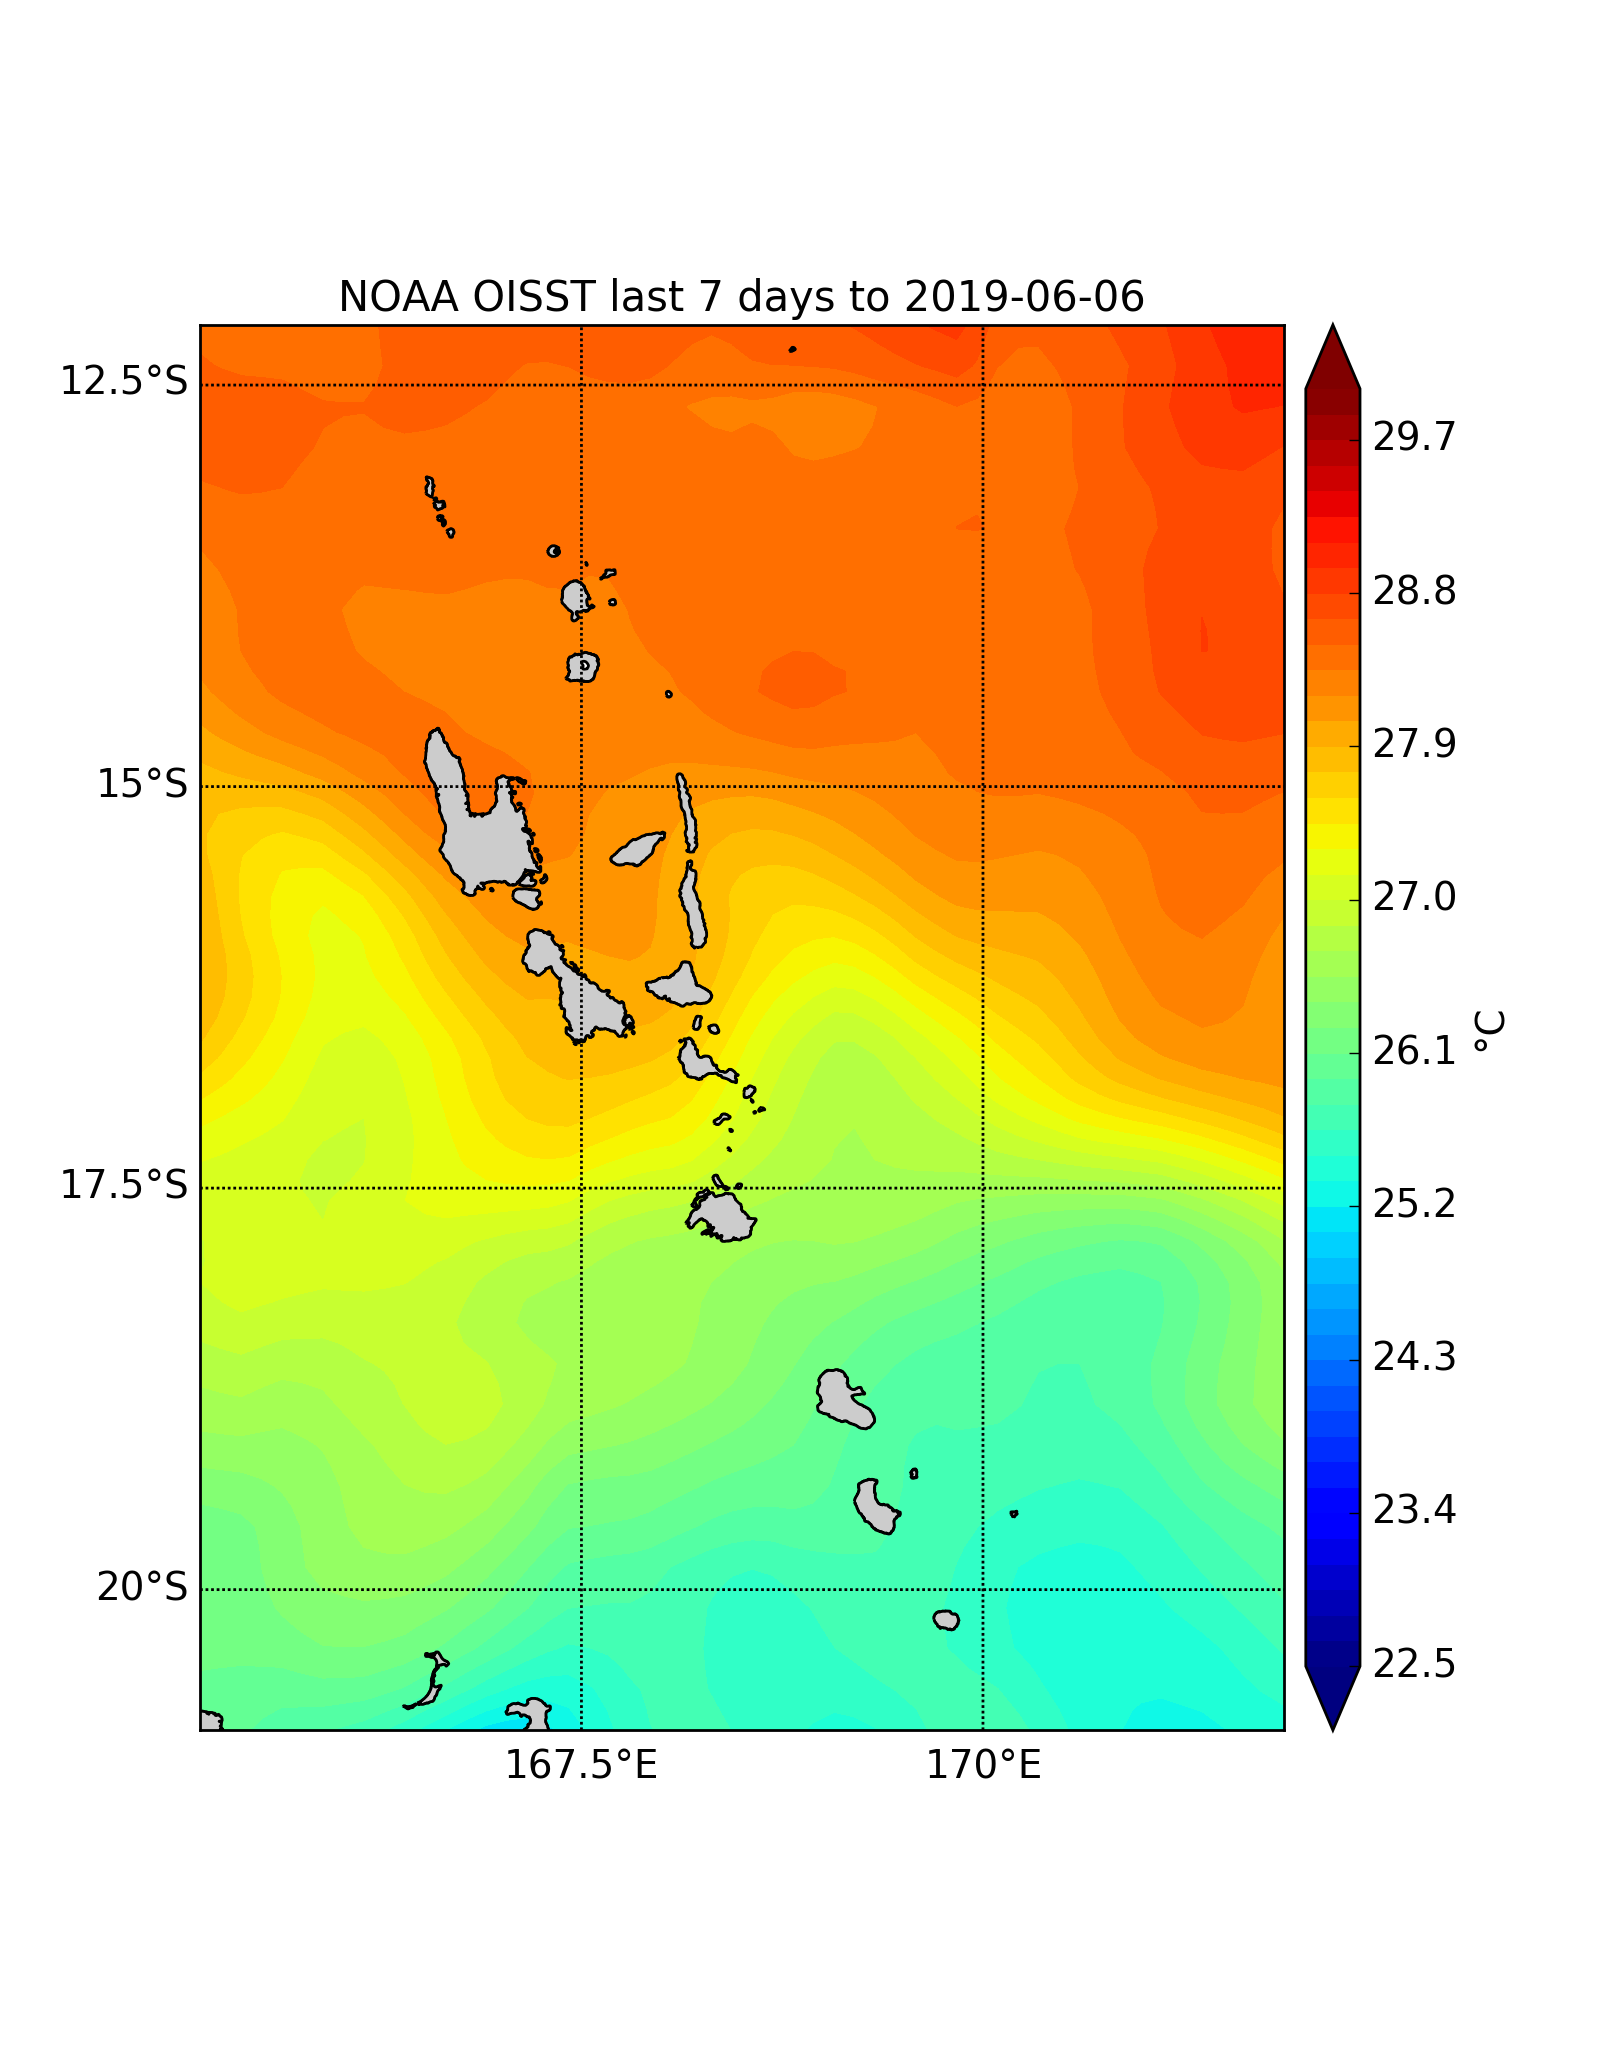 NOAA OISST last 7 days to 2019-06-06
12.5°S
15°S
17.5°S
20°S
167.5°E
170°E
29.7
28.8
27.9
27.0
26.1
25.2
24.3
23.4
22.5
°C